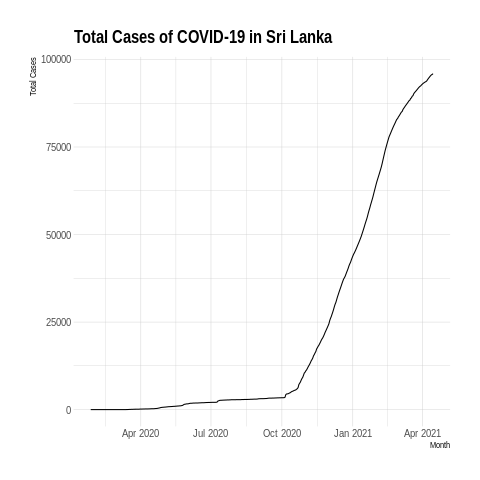 Total Cases of COVID-19 in Sri Lanka
Total Cases
100000
75000
50000
25000
0
Apr 2020 Jul 2020 Oct 2020 Jan 2021 Apr 2021
Month